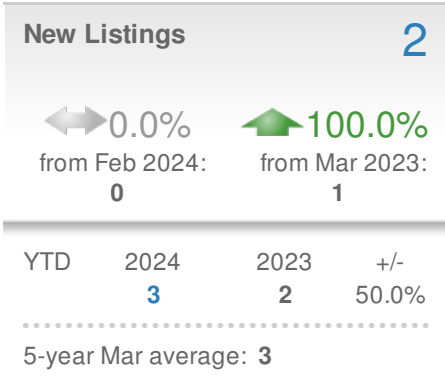 New Listings 2
0.0% 100.0%
from Feb 2024: from Mar 2023:
0 1
YTD 2024 2023 +/-
3 2 50.0%
5-year Mar average: 3